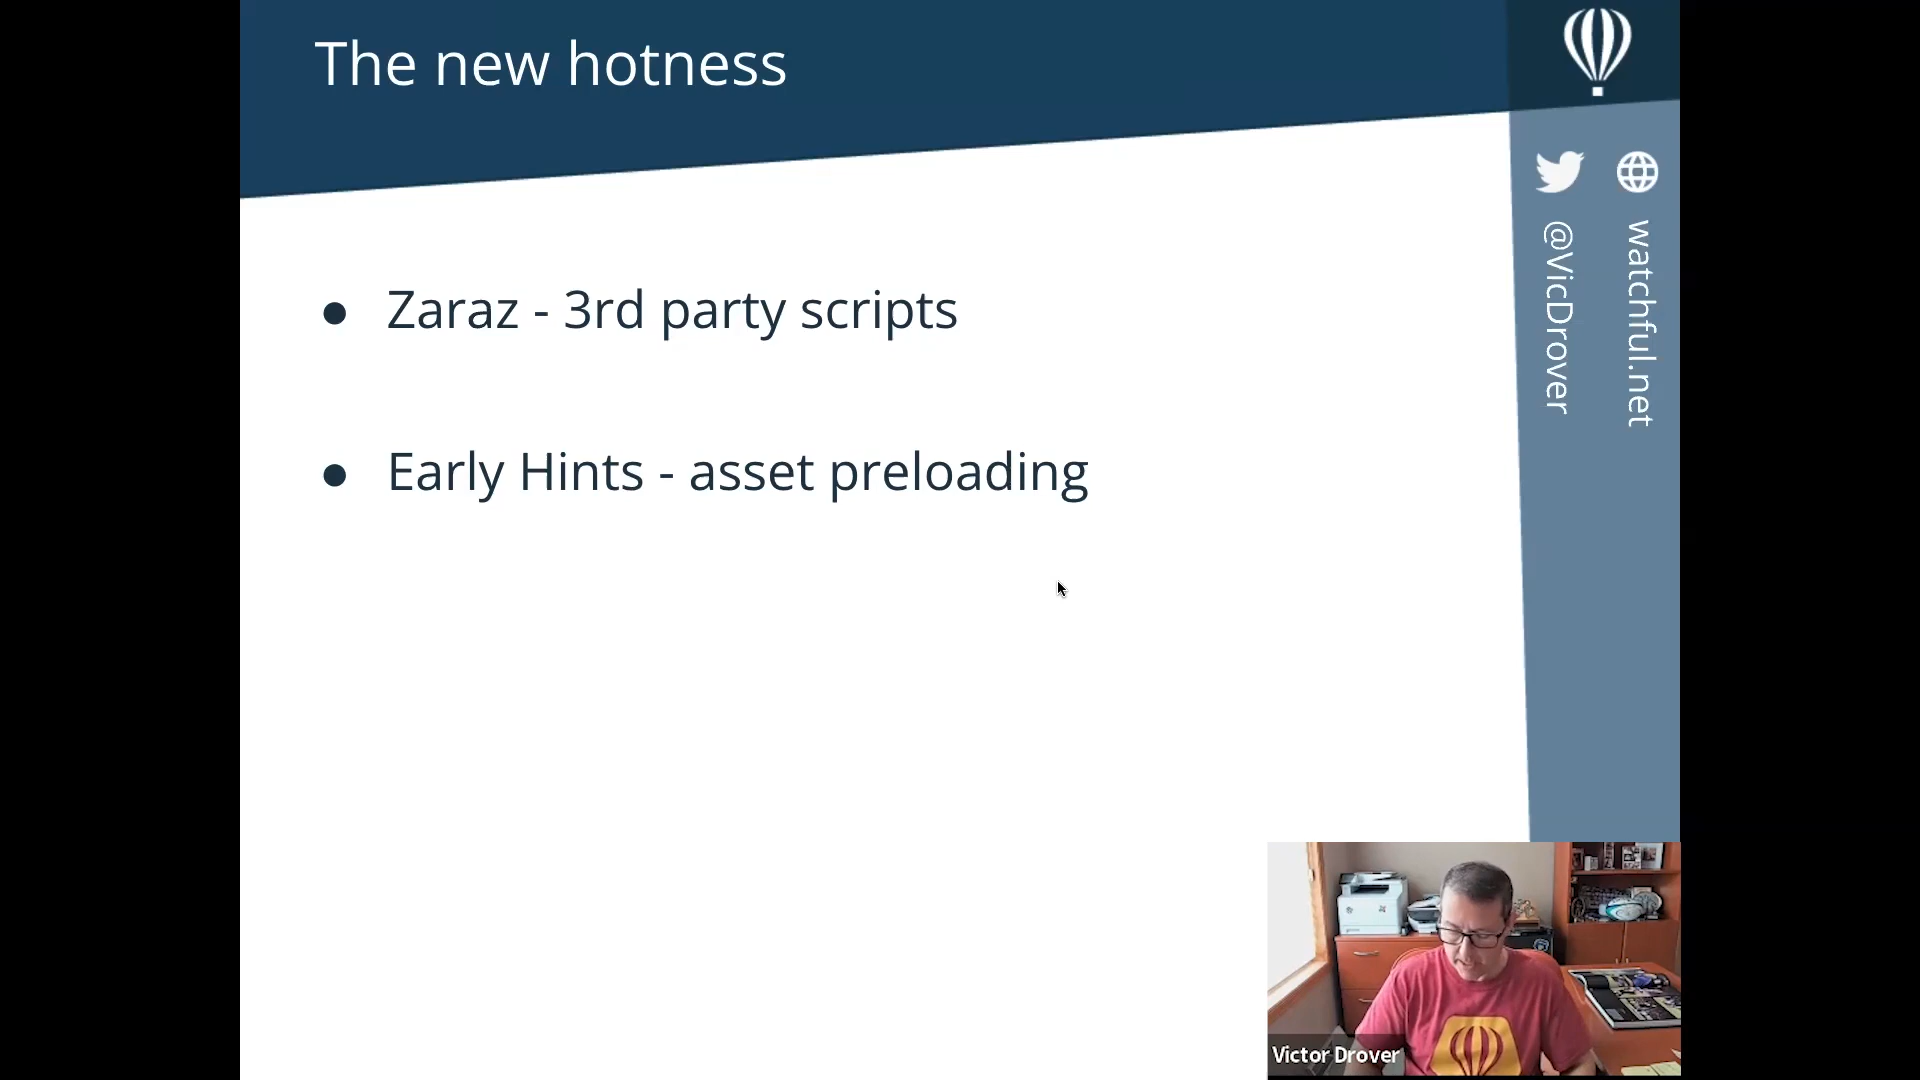 The new hotness
● Zaraz - 3rd party scripts
● Early Hints - asset preloading
@VicDrover
watchful.net
Victor Drover